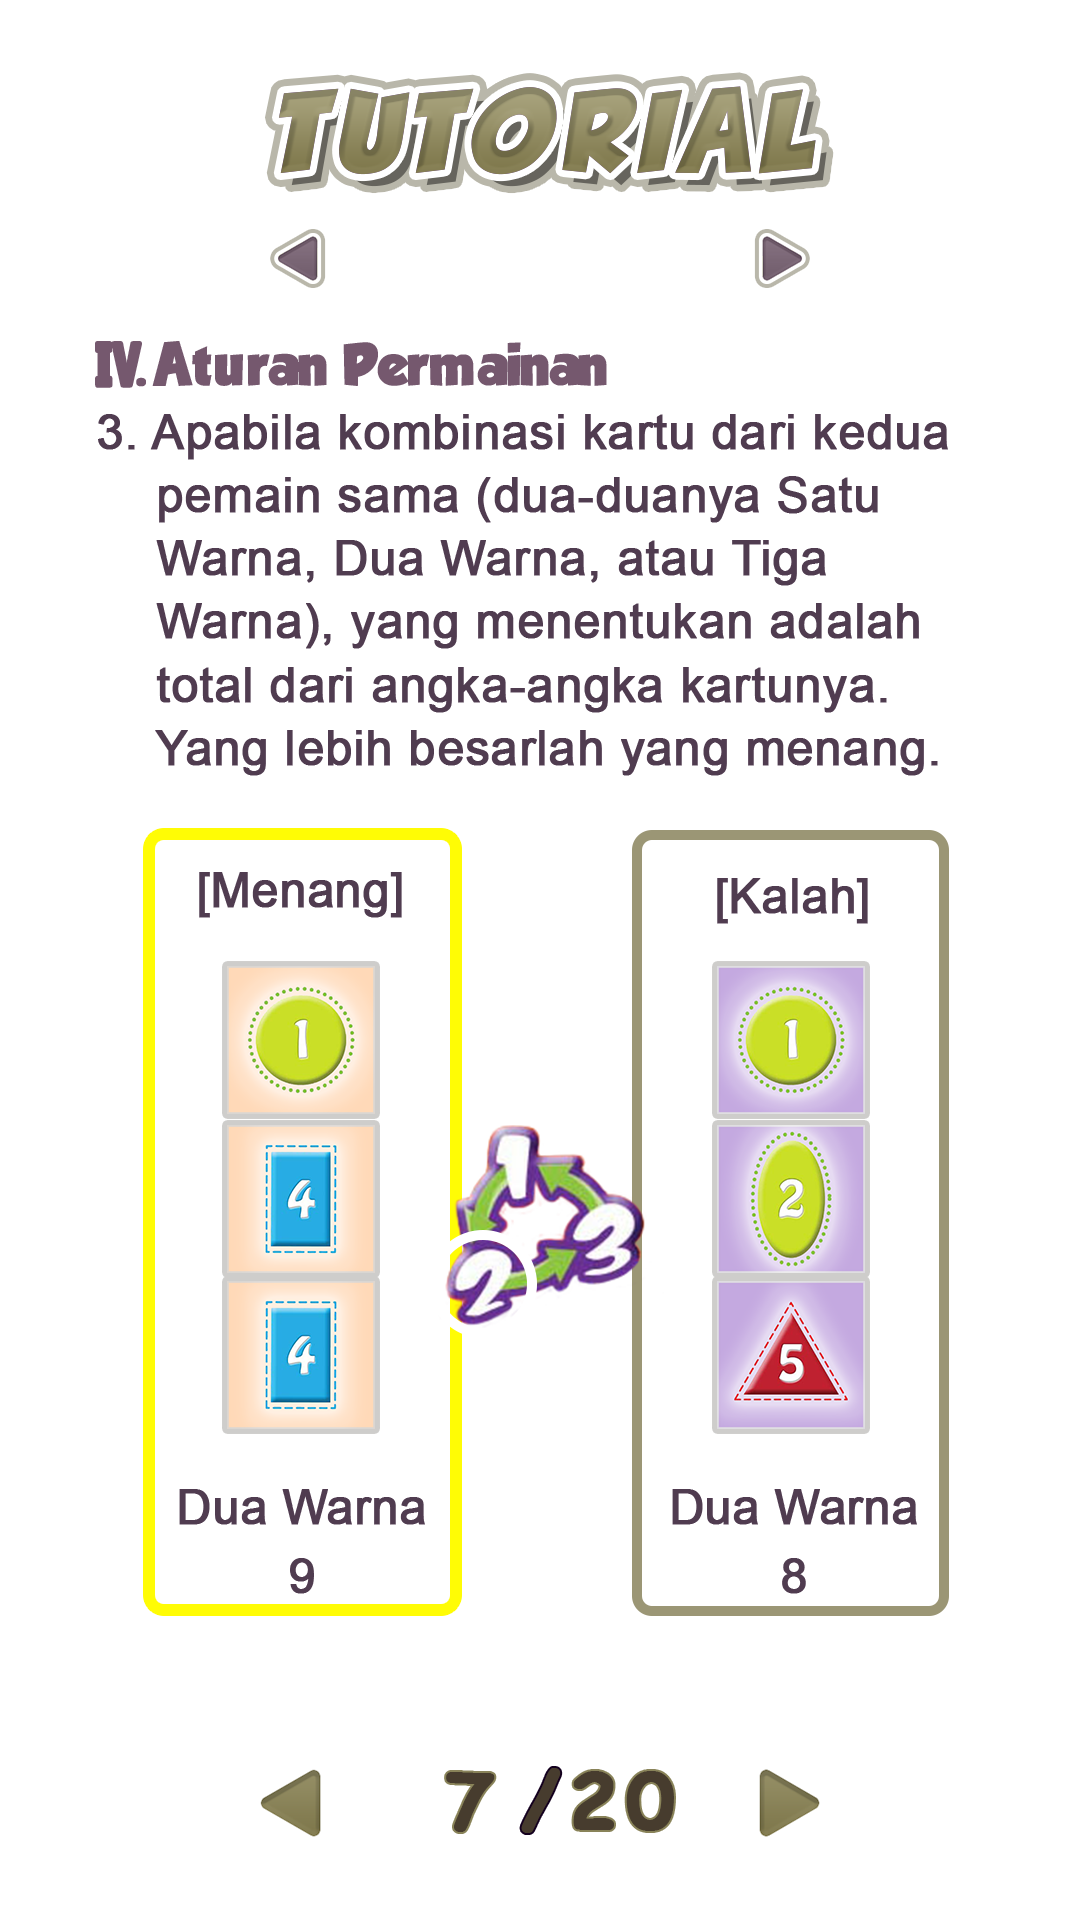 TUTORIAL
IV. Aturan Permainan
3. Apabila kombinasi kartu dari kedua
pemain sama (dua-duanya Satu
Warna, Dua Warna, atau Tiga
Warna), yang menentukan adalah
total dari angka-angka kartunya.
Yang lebih besarlah yang menang.
[Menang]
1
4
4
Dua Warna
9
1
2
3
[Kalah]
1
2
5
Dua Warna
8
7 / 20